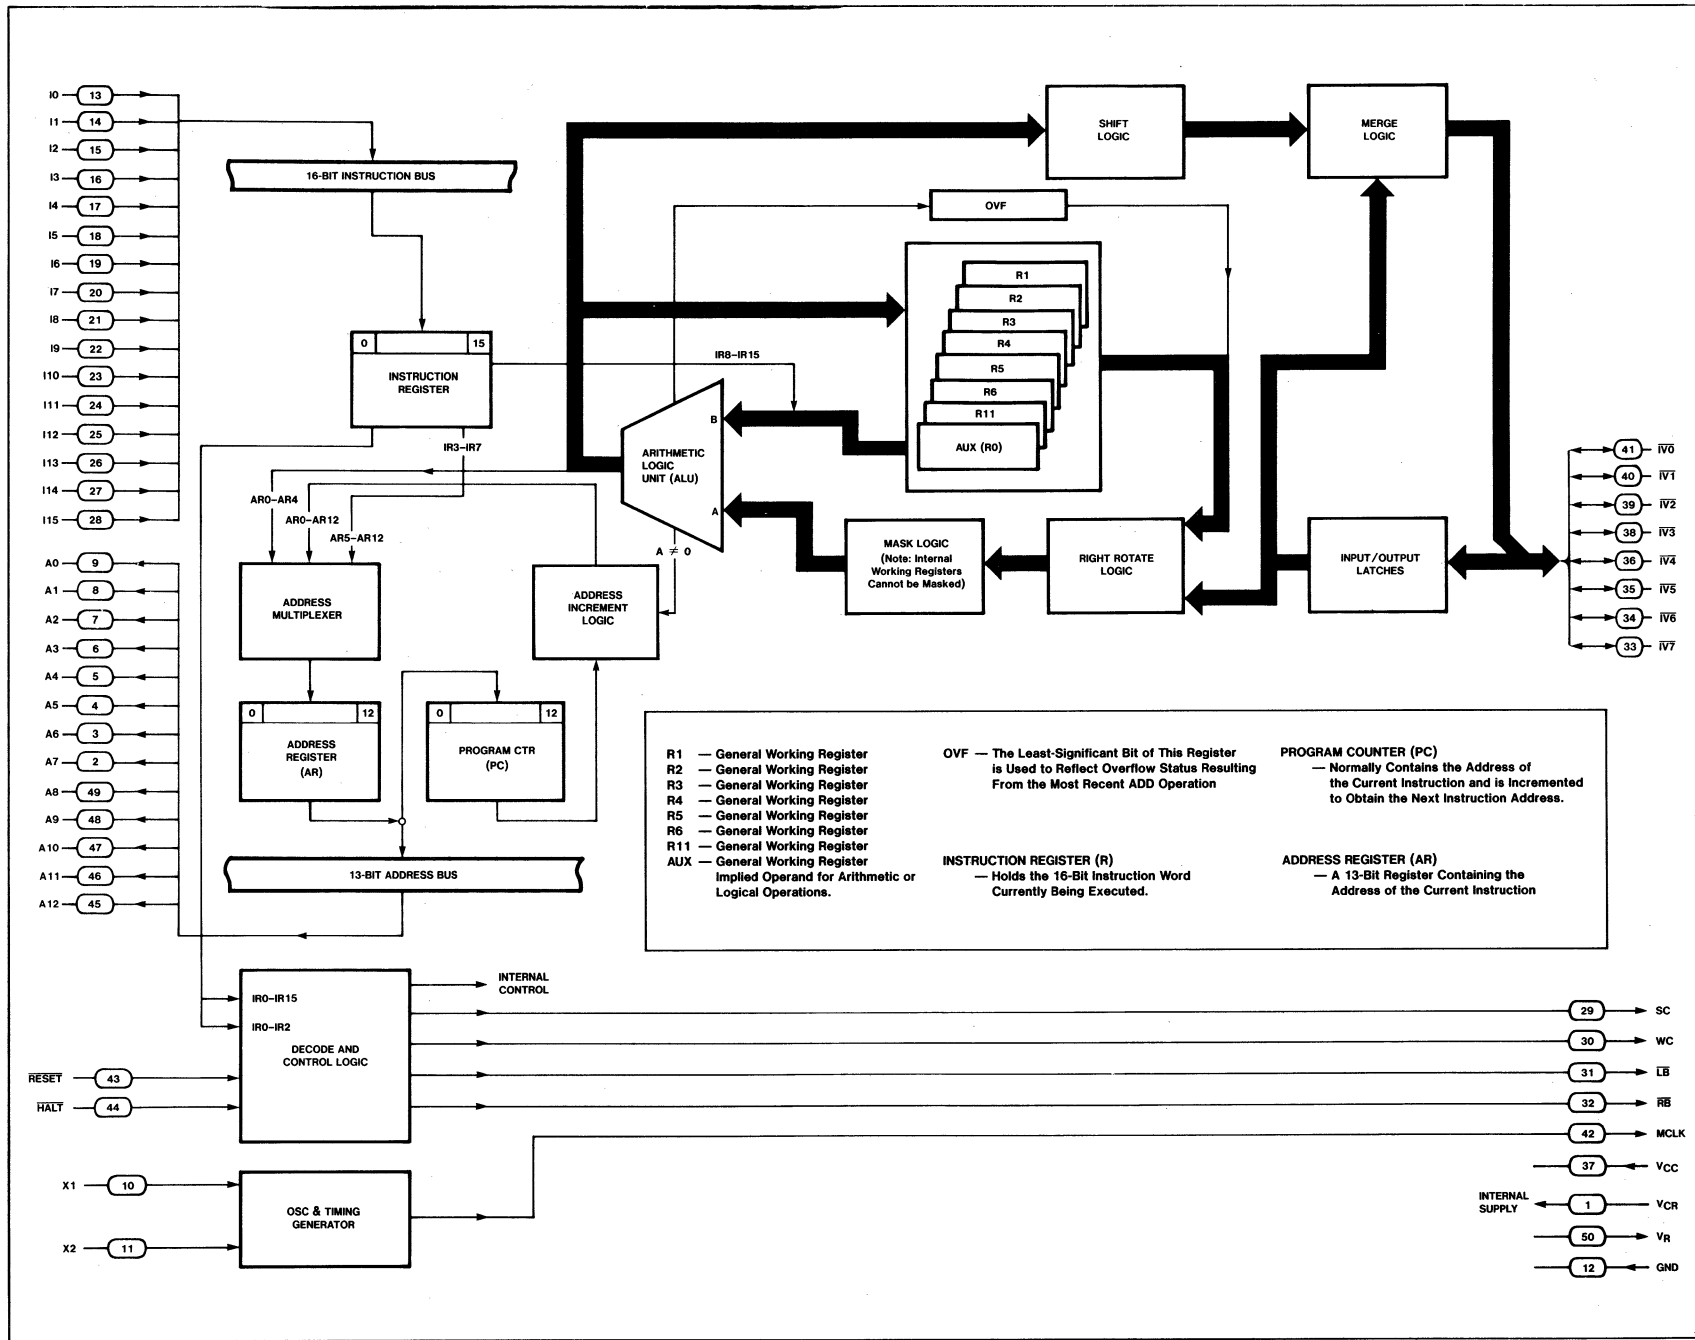 I0 13
I1 14
I2 15
I3 16
I4 17
I5 18
I6 19
I7 20
I8 21
I9 22
I10 23
I11 24
I12 25
I13 26
I14 27
I15 28
A0 9
A1 8
A2 7
A3 6
A4 5
A5 4
A6 3
A7 2
A8 49
A9 48
A10 47
A11 46
A12 45
16-BIT INSTRUCTION BUS
0 15
INSTRUCTION
REGISTER
IR8–IR15
IR3–IR7
AR0–AR4
AR0–AR12
AR5–AR12
ADDRESS
MULTIPLEXER
ADDRESS
INCREMENT
LOGIC
0 12
ADDRESS
REGISTER
(AR)
0 12
PROGRAM CTR
(PC)
13-BIT ADDRESS BUS
SHIFT
LOGIC
MERGE
LOGIC
OVF
R1
R2
R3
R4
R5
R6
R11
AUX (R0)
B
ARITHMETIC
LOGIC
UNIT (ALU)
A
A ≠ 0
MASK LOGIC
(Note: Internal
Working Registers
Cannot be Masked)
RIGHT ROTATE
LOGIC
INPUT/OUTPUT
LATCHES
41 I̅V̅0̅
40 I̅V̅1̅
39 I̅V̅2̅
38 I̅V̅3̅
36 I̅V̅4̅
35 I̅V̅5̅
34 I̅V̅6̅
33 I̅V̅7̅
R1 — General Working Register
R2 — General Working Register
R3 — General Working Register
R4 — General Working Register
R5 — General Working Register
R6 — General Working Register
R11 — General Working Register
AUX — General Working Register
Implied Operand for Arithmetic or
Logical Operations.
OVF — The Least-Significant Bit of This Register
is Used to Reflect Overflow Status Resulting
From the Most Recent ADD Operation
INSTRUCTION REGISTER (R)
— Holds the 16-Bit Instruction Word
Currently Being Executed.
PROGRAM COUNTER (PC)
— Normally Contains the Address of
the Current Instruction and is Incremented
to Obtain the Next Instruction Address.
ADDRESS REGISTER (AR)
— A 13-Bit Register Containing the
Address of the Current Instruction
IR0–IR15
IR0–IR2
DECODE AND
CONTROL LOGIC
INTERNAL
CONTROL
R̅E̅S̅E̅T̅ 43
H̅A̅L̅T̅ 44
X1 10
X2 11
OSC & TIMING
GENERATOR
29 SC
30 WC
31 L̅B̅
32 R̅B̅
42 MCLK
37 VCC
INTERNAL
SUPPLY
1 VCR
50 VR
12 GND